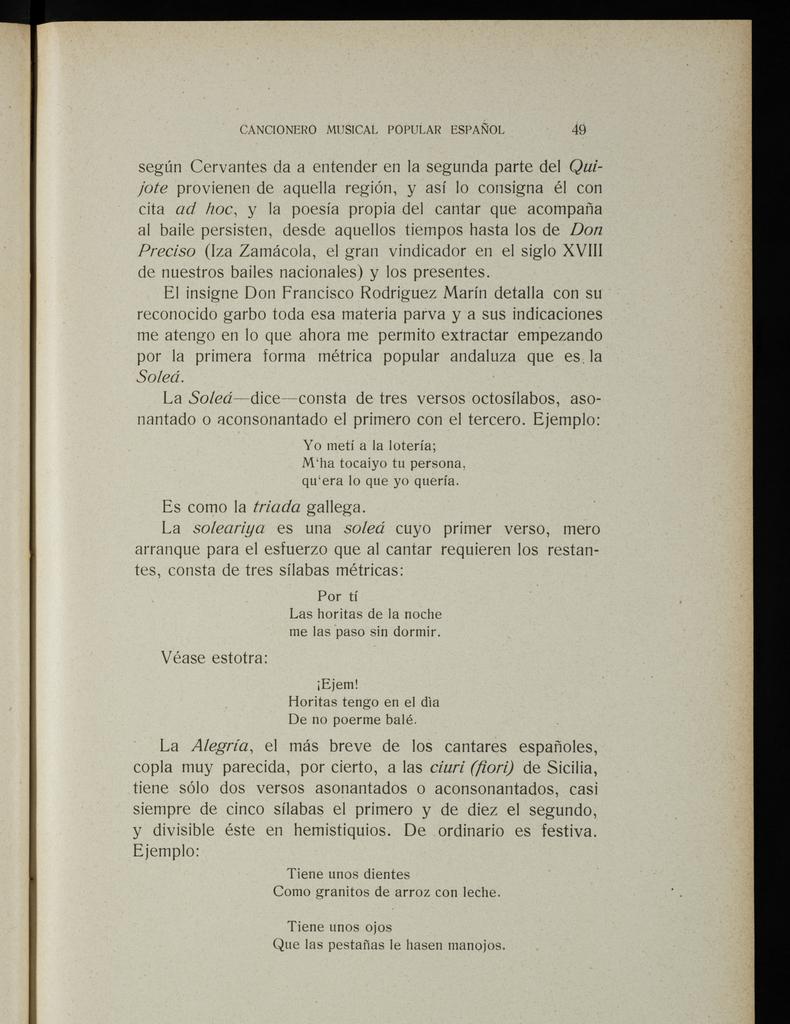 CANCIONERO MUSICAL POPULAR ESPAÑOL 49
según Cervantes da a entender en la segunda parte del Qui-
jote provienen de aquella región, y así lo consigna él con
cita ad hoc, y la poesía propia del cantar que acompaña
al baile persisten, desde aquellos tiempos hasta los de Don
Preciso (Iza Zamácola, el gran vindicador en el siglo XVIII
de nuestros bailes nacionales) y los presentes.
El insigne Don Francisco Rodriguez Marín detalla con su
reconocido garbo toda esa materia parva y a sus indicaciones
me atengo en lo que ahora me permito extractar empezando
por la primera forma métrica popular andaluza que es la
Soleá.
La Soleá—dice—consta de tres versos octosílabos, aso-
nantado o aconsonantado el primero con el tercero. Ejemplo:
Yo metí a la lotería;
M‘ha tocaiyo tu persona,
qu‘era lo que yo quería.
Es como la triada gallega.
La soleariya es una soleá cuyo primer verso, mero
arranque para el esfuerzo que al cantar requieren los restan-
tes, consta de tres sílabas métricas:
Por tí
Las horitas de la noche
me las paso sin dormir.
Véase estotra:
¡Ejem!
Horitas tengo en el dia
De no poerme balé.
La Alegría, el más breve de los cantares españoles,
copla muy parecida, por cierto, a las ciuri (fiori) de Sicilia,
tiene sólo dos versos asonantados o aconsonantados, casi
siempre de cinco sílabas el primero y de diez el segundo,
y divisible éste en hemistiquios. De ordinario es festiva.
Ejemplo:
Tiene unos dientes
Como granitos de arroz con leche.
Tiene unos ojos
Que las pestañas le hasen manojos.